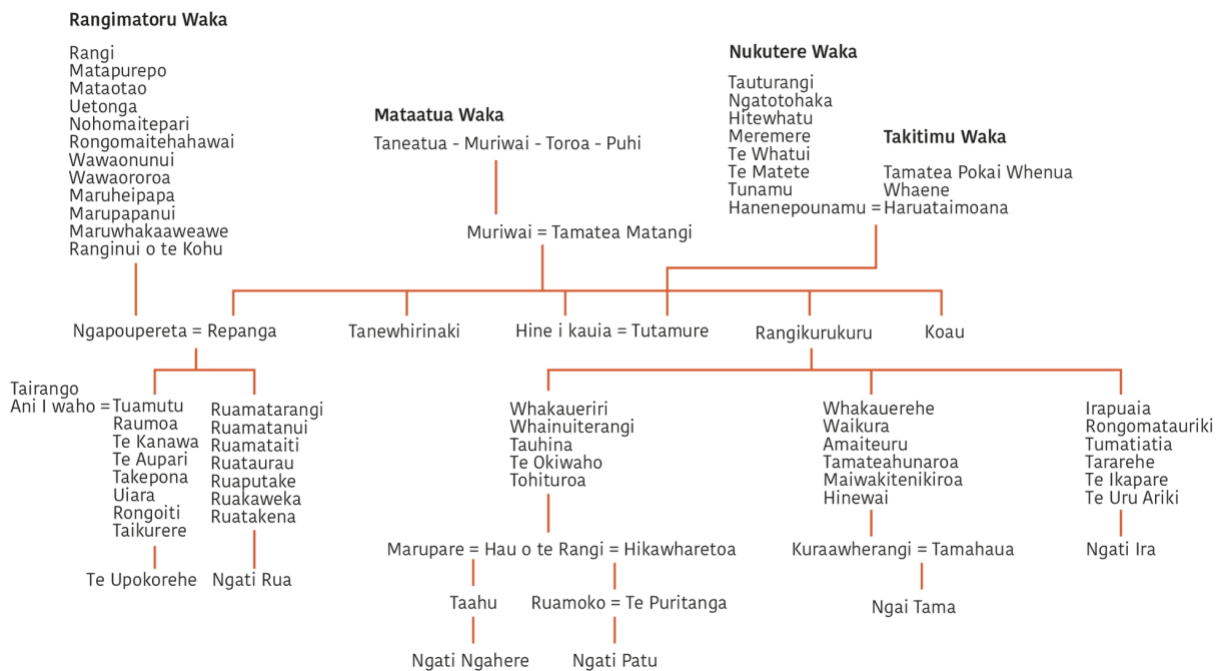 Rangimatoru Waka
Rangi
Matapurepo
Mataotao
Uetonga
Nohomaitepari
Rongomaitehahawai
Wawaonunui
Wawaororoa
Maruheipapa
Marupapanui
Maruwhakaaweawe
Ranginui o te Kohu
Mataatua Waka
Taneatua - Muriwai - Toroa - Puhi
Nukutere Waka
Tauturangi
Ngatotohaka
Hitewhatu
Meremere
Te Whatui
Te Matete
Tunamu
Hanenepounamu = Haruataimoana
Takitimu Waka
Tamatea Pokai Whenua
Whaene
Muriwai = Tamatea Matangi
Ngapoupereta = Repanga
Tanewhirinaki
Hine i kauia = Tutamure
Rangikurukuru
Koau
Tairango
Ani I waho = Tuamutu
Raumoa
Te Kanawa
Te Aupari
Takepona
Uiara
Rongoiti
Taikurere
Te Upokorehe
Ruamatarangi
Ruamatanui
Ruamataiti
Ruataurau
Ruaputake
Ruakaweka
Ruatakena
Ngati Rua
Whakaueriri
Whainuiterangi
Tauhina
Te Okiwaho
Tohituroa
Marupare = Hau o te Rangi = Hikawharetoa
Taahu
Ngati Ngahere
Ruamoko = Te Puritanga
Ngati Patu
Whakauerehe
Waikura
Amaiteuru
Tamateahunaroa
Maiwakitenikiroa
Hinewai
Kuraawherangi = Tamahaua
Ngai Tama
Irapuaia
Rongomatauriki
Tumatiatia
Tararehe
Te Ikapare
Te Uru Ariki
Ngati Ira